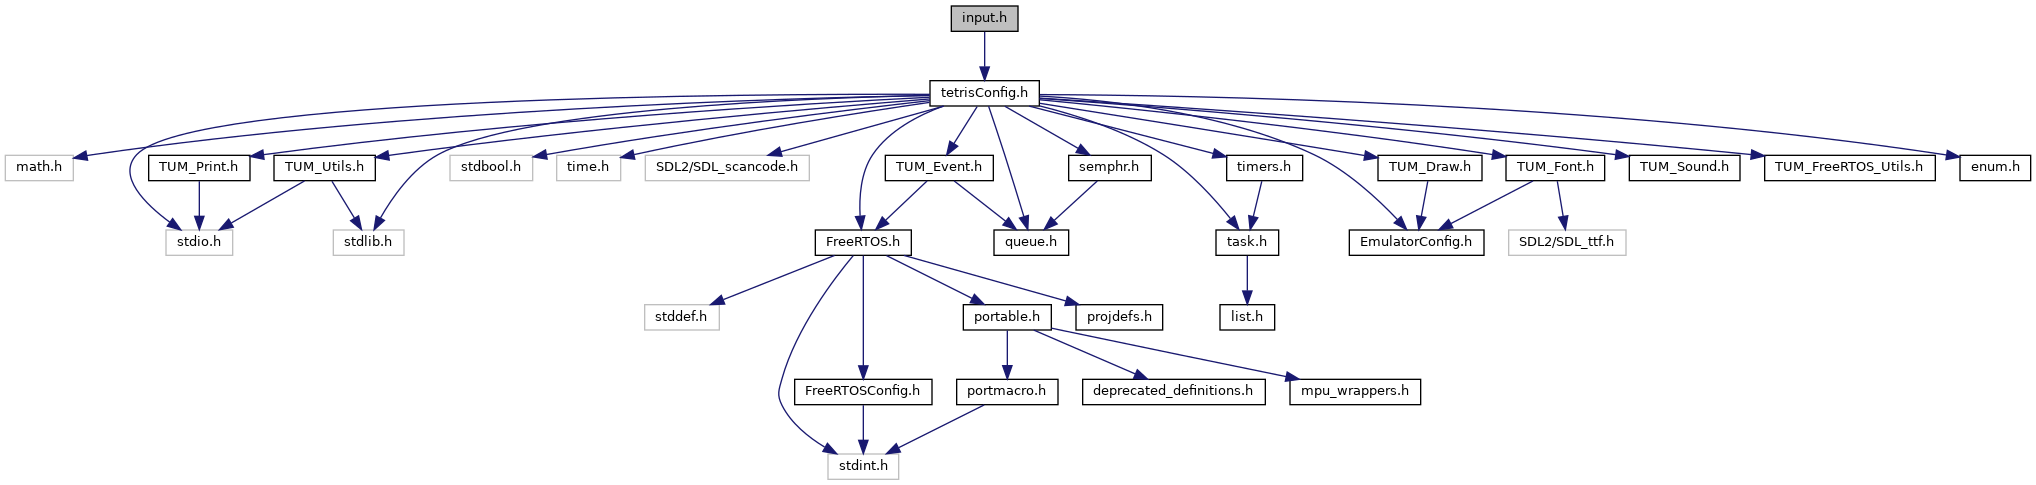 input.h
tetrisConfig.h
math.h
TUM_Print.h
TUM_Utils.h
stdbool.h
time.h
SDL2/SDL_scancode.h
TUM_Event.h
semphr.h
timers.h
TUM_Draw.h
TUM_Font.h
TUM_Sound.h
TUM_FreeRTOS_Utils.h
enum.h
stdio.h
stdlib.h
FreeRTOS.h
queue.h
task.h
EmulatorConfig.h
SDL2/SDL_ttf.h
stddef.h
portable.h
projdefs.h
list.h
FreeRTOSConfig.h
portmacro.h
deprecated_definitions.h
mpu_wrappers.h
stdint.h